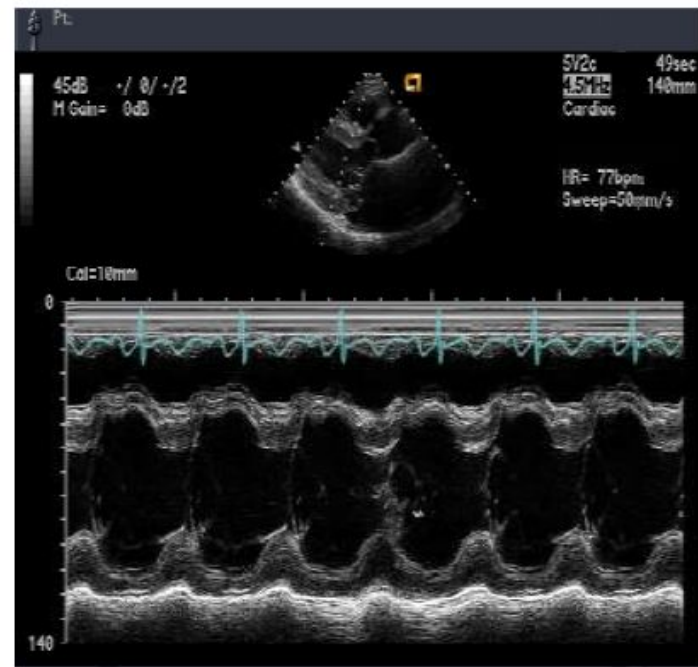 Pt.
SV2c 49sec
45dB ·/ 0/ ·/2 4.5MHz 140mm
M Gain= 0dB Cardiac
HR= 77bpm
Sweep=50mm/s
Cal=10mm
0
140